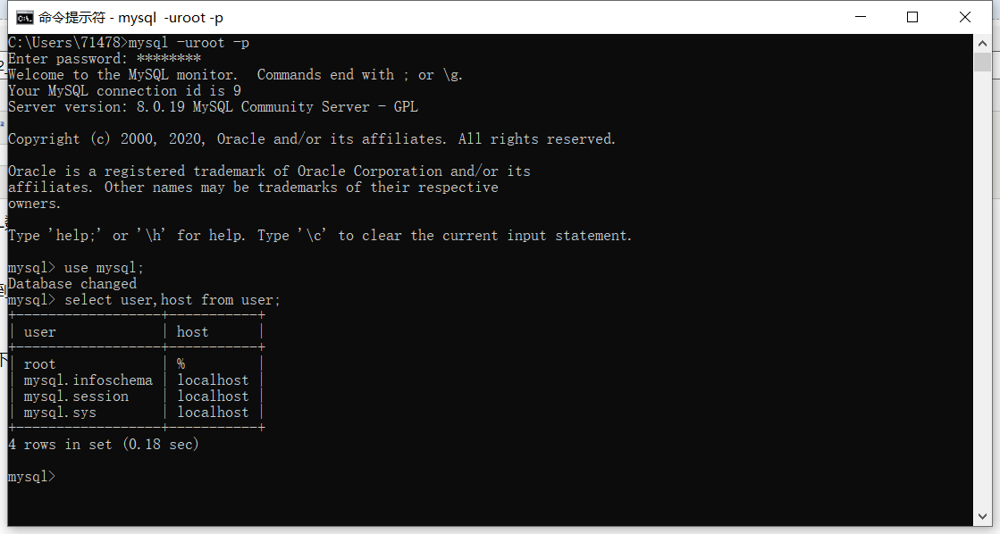 命令提示符 - mysql  -uroot -p
C:\Users\71478>mysql -uroot -p
Enter password: ********
Welcome to the MySQL monitor.  Commands end with ; or \g.
Your MySQL connection id is 9
Server version: 8.0.19 MySQL Community Server - GPL
Copyright (c) 2000, 2020, Oracle and/or its affiliates. All rights reserved.
Oracle is a registered trademark of Oracle Corporation and/or its
affiliates. Other names may be trademarks of their respective
owners.
Type 'help;' or '\h' for help. Type '\c' to clear the current input statement.
mysql> use mysql;
Database changed
mysql> select user,host from user;
+------------------+-----------+
| user             | host      |
+------------------+-----------+
| root             | %         |
| mysql.infoschema | localhost |
| mysql.session    | localhost |
| mysql.sys        | localhost |
+------------------+-----------+
4 rows in set (0.18 sec)
mysql>